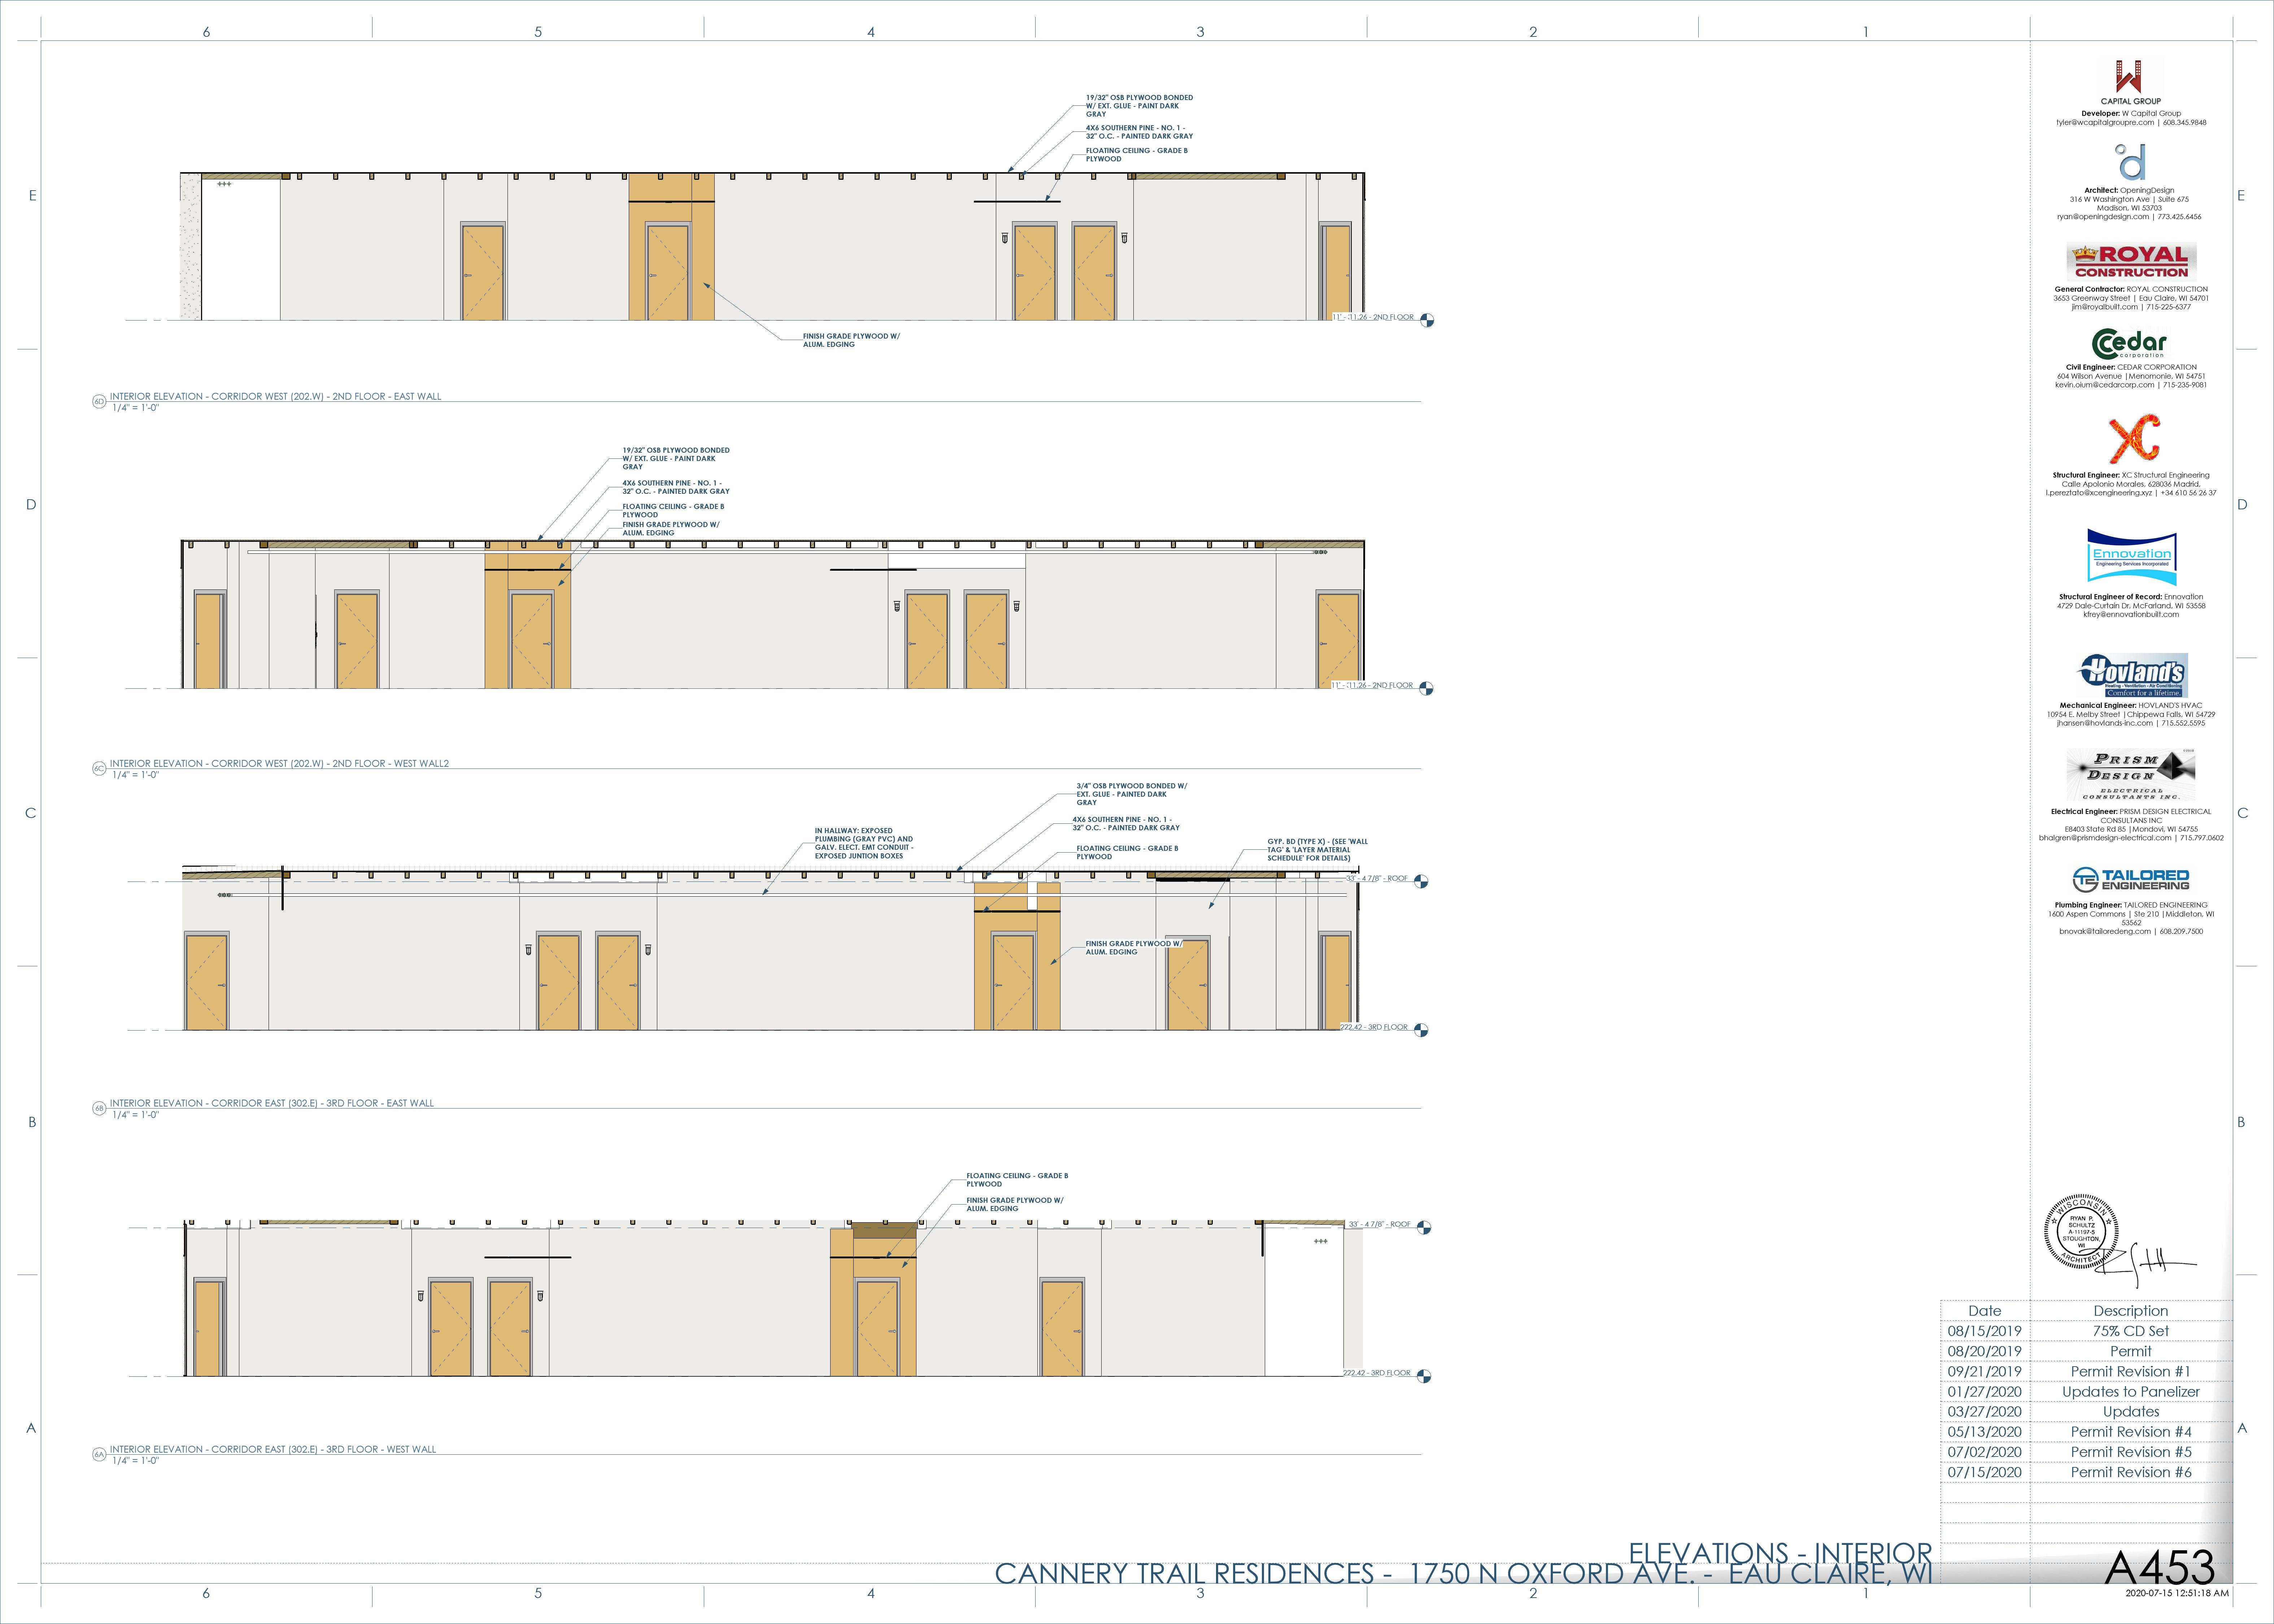 6 5 4 3 2 1
E
D
C
B
A
19/32" OSB PLYWOOD BONDED
W/ EXT. GLUE - PAINT DARK
GRAY
4X6 SOUTHERN PINE - NO. 1 -
32" O.C. - PAINTED DARK GRAY
FLOATING CEILING - GRADE B
PLYWOOD
FINISH GRADE PLYWOOD W/
ALUM. EDGING
2ND FLOOR
6D INTERIOR ELEVATION - CORRIDOR WEST (202.W) - 2ND FLOOR - EAST WALL
1/4" = 1'-0"
19/32" OSB PLYWOOD BONDED
W/ EXT. GLUE - PAINT DARK
GRAY
4X6 SOUTHERN PINE - NO. 1 -
32" O.C. - PAINTED DARK GRAY
FLOATING CEILING - GRADE B
PLYWOOD
FINISH GRADE PLYWOOD W/
ALUM. EDGING
2ND FLOOR
6C INTERIOR ELEVATION - CORRIDOR WEST (202.W) - 2ND FLOOR - WEST WALL2
1/4" = 1'-0"
3/4" OSB PLYWOOD BONDED W/
EXT. GLUE - PAINTED DARK
GRAY
4X6 SOUTHERN PINE - NO. 1 -
32" O.C. - PAINTED DARK GRAY
FLOATING CEILING - GRADE B
PLYWOOD
IN HALLWAY: EXPOSED
PLUMBING (GRAY PVC) AND
GALV. ELECT. EMT CONDUIT -
EXPOSED JUNTION BOXES
GYP. BD (TYPE X) - (SEE 'WALL
TAG' & 'LAYER MATERIAL
SCHEDULE' FOR DETAILS)
33' - 4 7/8" - ROOF
FINISH GRADE PLYWOOD W/
ALUM. EDGING
222.42 - 3RD FLOOR
6B INTERIOR ELEVATION - CORRIDOR EAST (302.E) - 3RD FLOOR - EAST WALL
1/4" = 1'-0"
FLOATING CEILING - GRADE B
PLYWOOD
FINISH GRADE PLYWOOD W/
ALUM. EDGING
33' - 4 7/8" - ROOF
222.42 - 3RD FLOOR
6A INTERIOR ELEVATION - CORRIDOR EAST (302.E) - 3RD FLOOR - WEST WALL
1/4" = 1'-0"
W
CAPITAL GROUP
Developer: W Capital Group
tyler@wcapitalgroupre.com | 608.345.9848
d
Architect: OpeningDesign
316 W Washington Ave | Suite 675
Madison, WI 53703
ryan@openingdesign.com | 773.425.6456
ROYAL
CONSTRUCTION
General Contractor: ROYAL CONSTRUCTION
3653 Greenway Street | Eau Claire, WI 54701
jim@royalbuilt.com | 715-225-6377
Cedar
corporation
Civil Engineer: CEDAR CORPORATION
604 Wilson Avenue |Menomonie, WI 54751
kevin.oium@cedarcorp.com | 715-235-9081
XC
Structural Engineer: XC Structural Engineering
Calle Apolonio Morales, 628036 Madrid,
l.pereztato@xcengineering.xyz | +34 610 56 26 37
Ennovation
Engineering Services Incorporated
Structural Engineer of Record: Ennovation
4729 Dale-Curtain Dr, McFarland, WI 53558
kfrey@ennovationbuilt.com
Hovland's
Heating - Ventilation - Air Conditioning
Comfort for a lifetime.
Mechanical Engineer: HOVLAND'S HVAC
10954 E. Melby Street |Chippewa Falls, WI 54729
jhansen@hovlands-inc.com | 715.552.5595
PRISM
DESIGN
ELECTRICAL
CONSULTANTS INC.
Electrical Engineer: PRISM DESIGN ELECTRICAL
CONSULTANS INC
E8403 State Rd 85 |Mondovi, WI 54755
bhalgren@prismdesign-electrical.com | 715.797.0602
TE TAILORED
ENGINEERING
Plumbing Engineer: TAILORED ENGINEERING
1600 Aspen Commons | Ste 210 |Middleton, WI
53562
bnovak@tailoredeng.com | 608.209.7500
WISCONSIN
RYAN P.
SCHULTZ
A-11197-5
STOUGHTON,
WI
ARCHITECT
Date Description
08/15/2019 75% CD Set
08/20/2019 Permit
09/21/2019 Permit Revision #1
01/27/2020 Updates to Panelizer
03/27/2020 Updates
05/13/2020 Permit Revision #4
07/02/2020 Permit Revision #5
07/15/2020 Permit Revision #6
ELEVATIONS - INTERIOR
CANNERY TRAIL RESIDENCES - 1750 N OXFORD AVE. - EAU CLAIRE, WI
A453
2020-07-15 12:51:18 AM
E
D
C
B
A
6 5 4 3 2 1